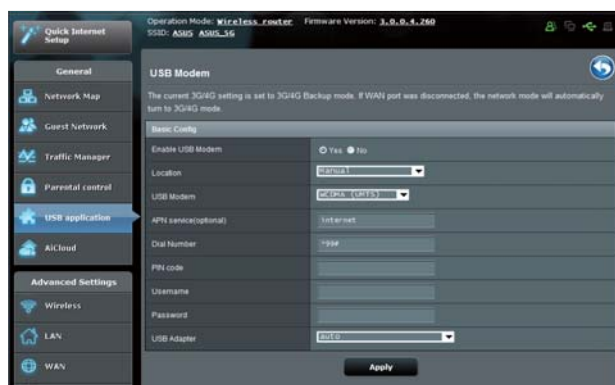 Quick Internet
Setup
Operation Mode: Wireless router Firmware Version: 3.0.0.4.260
SSID: ASUS ASUS_5G
General
Network Map
Guest Network
Traffic Manager
Parental control
USB application
AiCloud
Advanced Settings
Wireless
LAN
WAN
USB Modem
The current 3G/4G setting is set to 3G/4G Backup mode. If WAN port was disconnected, the network mode will automatically
turn to 3G/4G mode.
Basic Config
Enable USB Modem Yes No
Location Manual
USB Modem WCDMA (UMTS)
APN service(optional) internet
Dial Number *99#
PIN code
Username
Password
USB Adapter auto
Apply